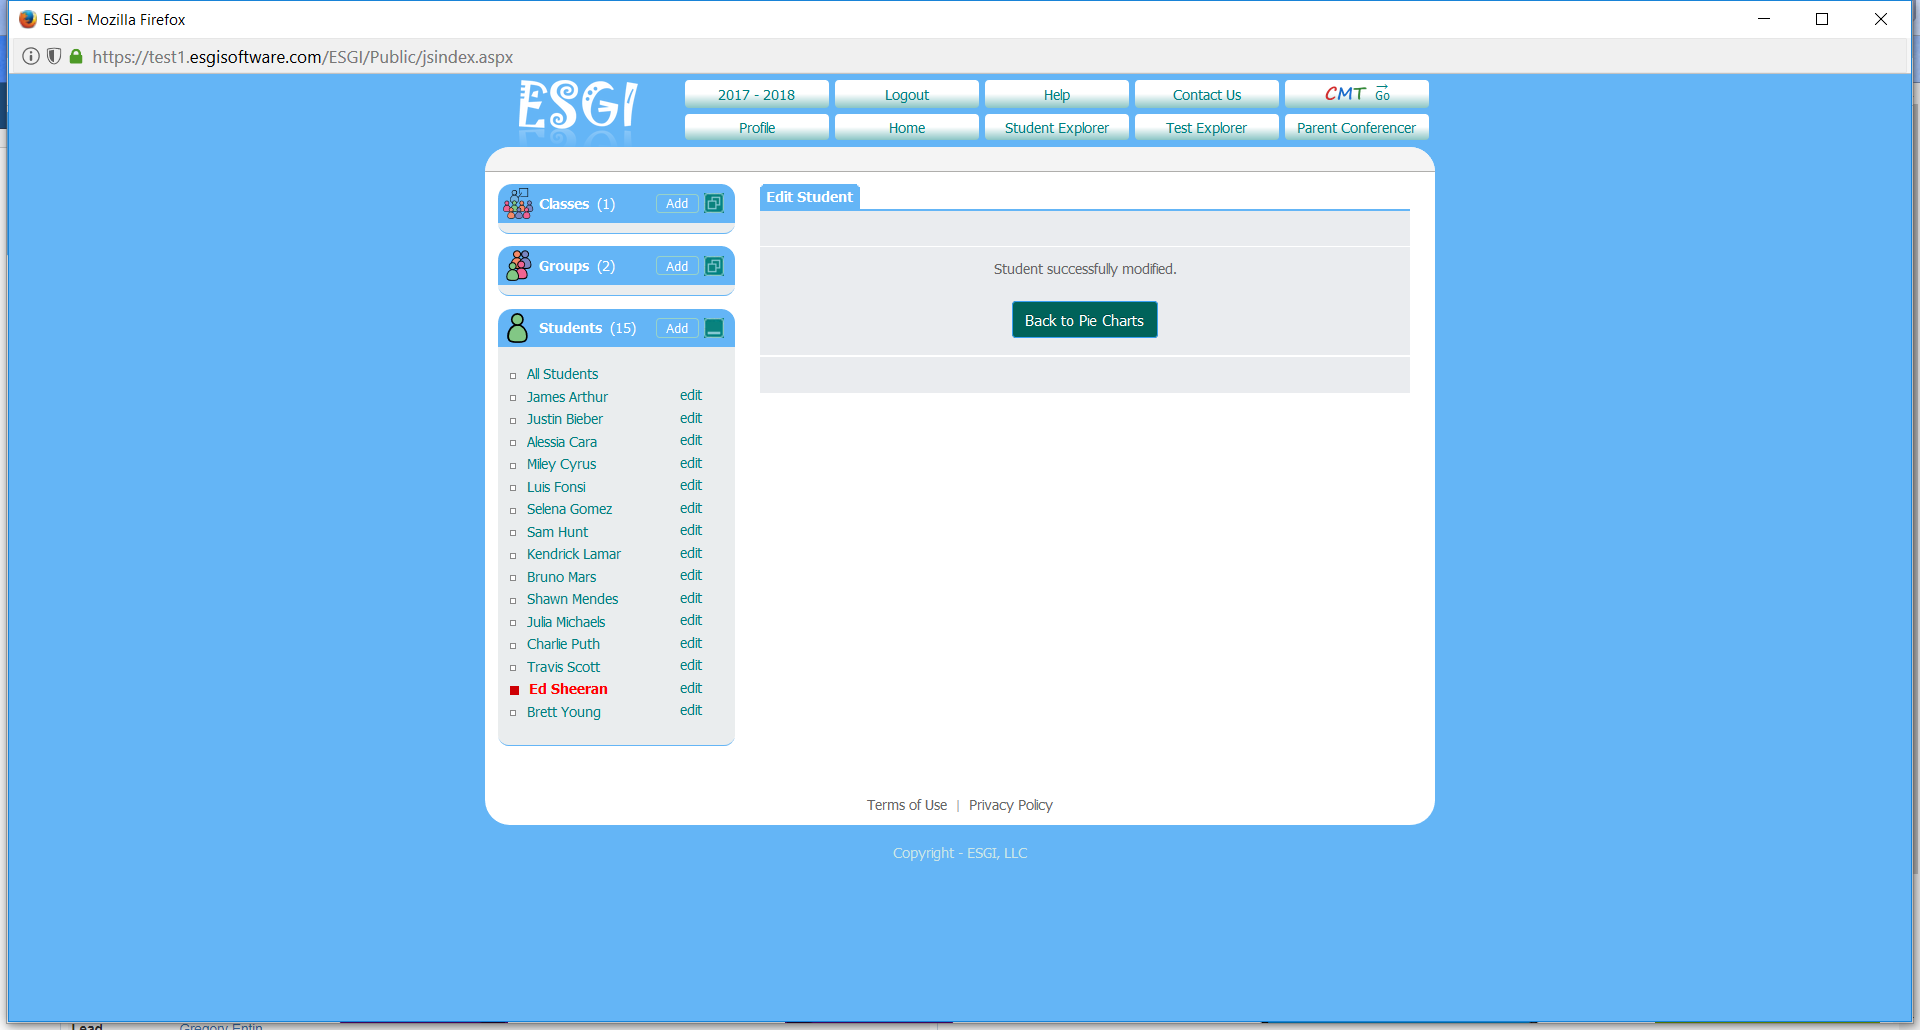 ESGI - Mozilla Firefox
https://test1.esgisoftware.com/ESGI/Public/jsindex.aspx
ESGI
2017 - 2018
Logout
Help
Contact Us
CMT Go
Profile
Home
Student Explorer
Test Explorer
Parent Conferencer
Classes (1)
Add
Groups (2)
Add
Students (15)
Add
All Students
James Arthur edit
Justin Bieber edit
Alessia Cara edit
Miley Cyrus edit
Luis Fonsi edit
Selena Gomez edit
Sam Hunt edit
Kendrick Lamar edit
Bruno Mars edit
Shawn Mendes edit
Julia Michaels edit
Charlie Puth edit
Travis Scott edit
Ed Sheeran edit
Brett Young edit
Edit Student
Student successfully modified.
Back to Pie Charts
Terms of Use | Privacy Policy
Copyright - ESGI, LLC
Lead Gregory Entin